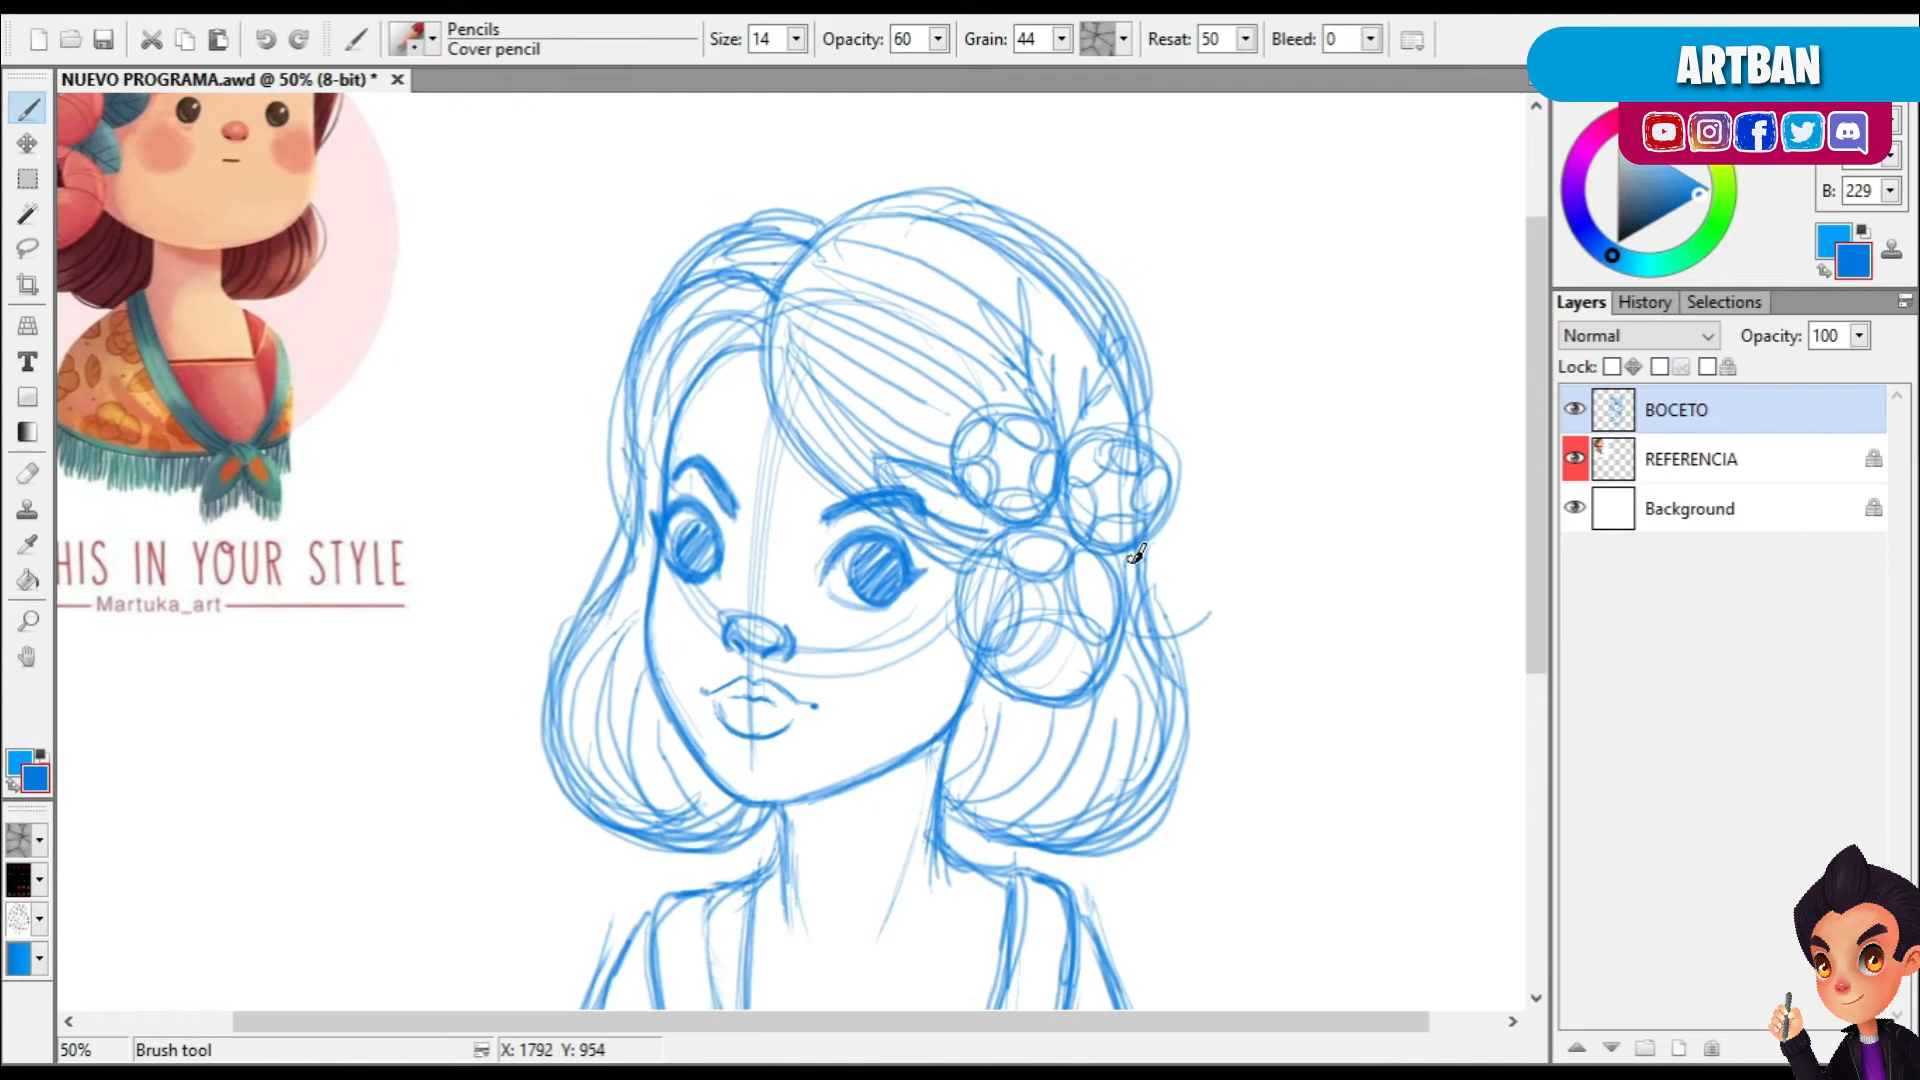 Pencils
Cover pencil
Size: 14
Opacity: 60
Grain: 44
Resat: 50
Bleed: 0
ARTBAN
NUEVO PROGRAMA.awd @ 50% (8-bit) *
B: 229
Layers
History
Selections
Normal
Opacity: 100
Lock:
BOCETO
REFERENCIA
Background
HIS IN YOUR STYLE
Martuka_art
50%
Brush tool
X: 1792 Y: 954